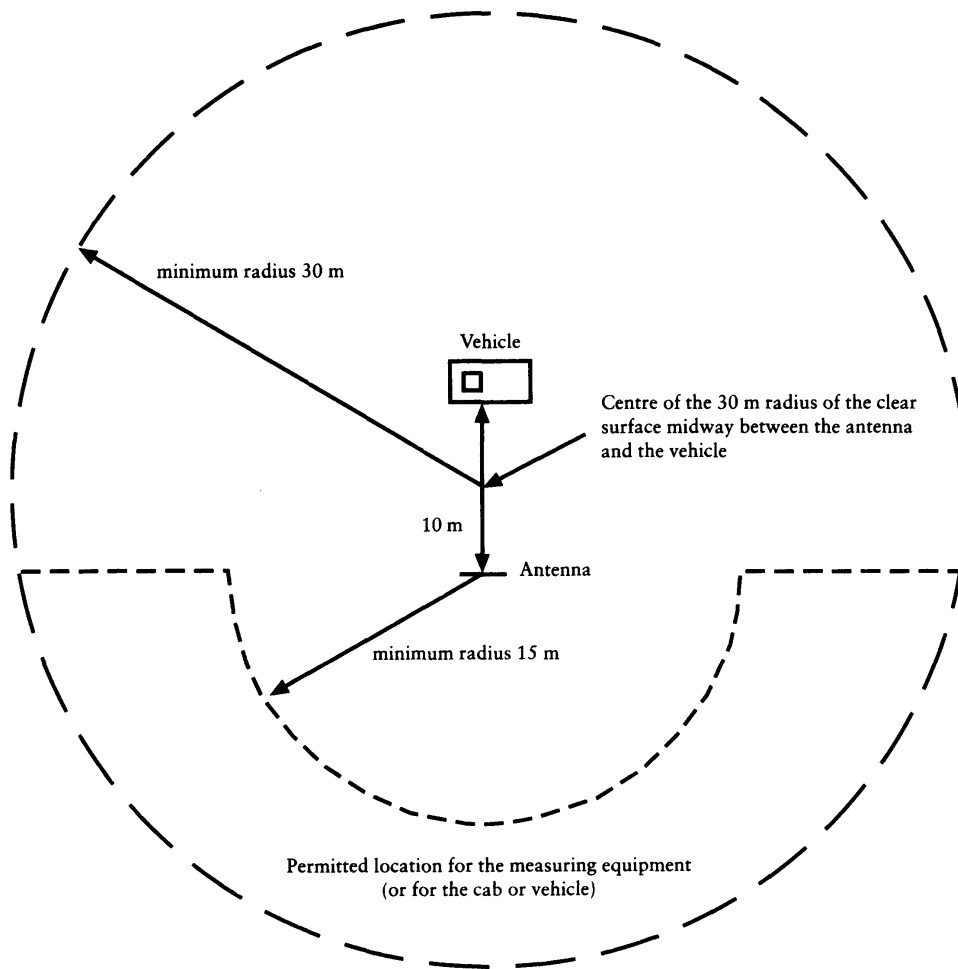 minimum radius 30 m
Vehicle
Centre of the 30 m radius of the clear
surface midway between the antenna
and the vehicle
10 m
Antenna
minimum radius 15 m
Permitted location for the measuring equipment
(or for the cab or vehicle)